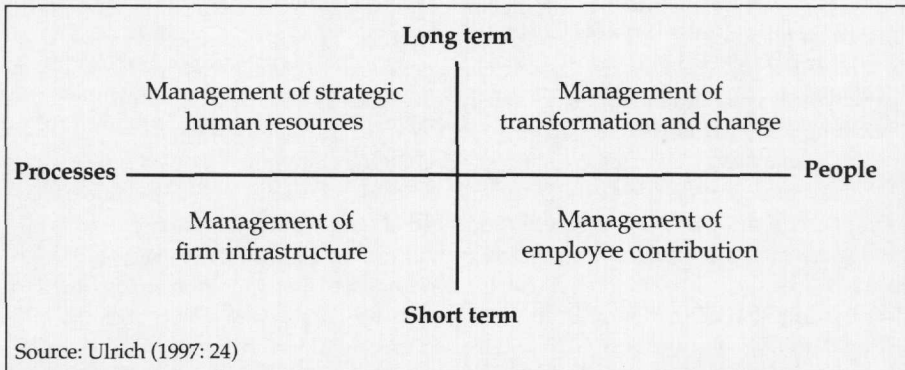 Long term
Management of strategic
human resources
Management of
transformation and change
Processes
People
Management of
firm infrastructure
Management of
employee contribution
Short term
Source: Ulrich (1997: 24)